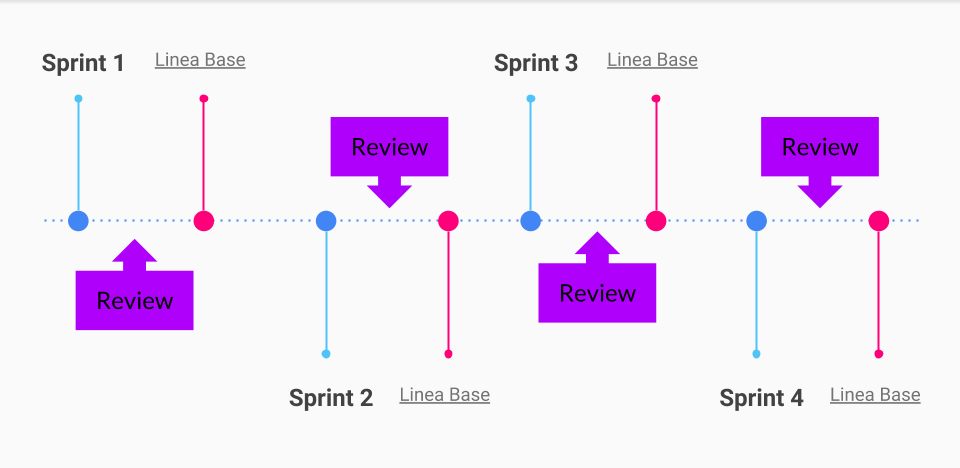 Sprint 1
Linea Base
Sprint 3
Linea Base
Review
Review
Review
Review
Sprint 2
Linea Base
Sprint 4
Linea Base